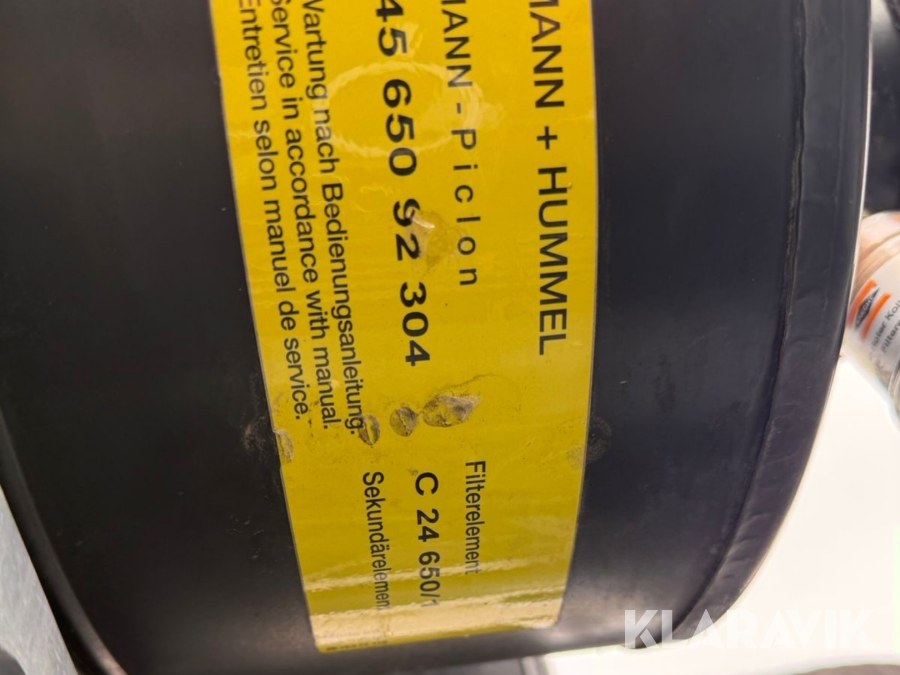 MANN + HUMMEL
MANN - Piclon
45 650 92 304
Wartung nach Bedienungsanleitung.
Service in accordance with manual.
Entretien selon manuel de service.
Filterelement
C 24 650/1
Sekundärelement
KLARAVIK